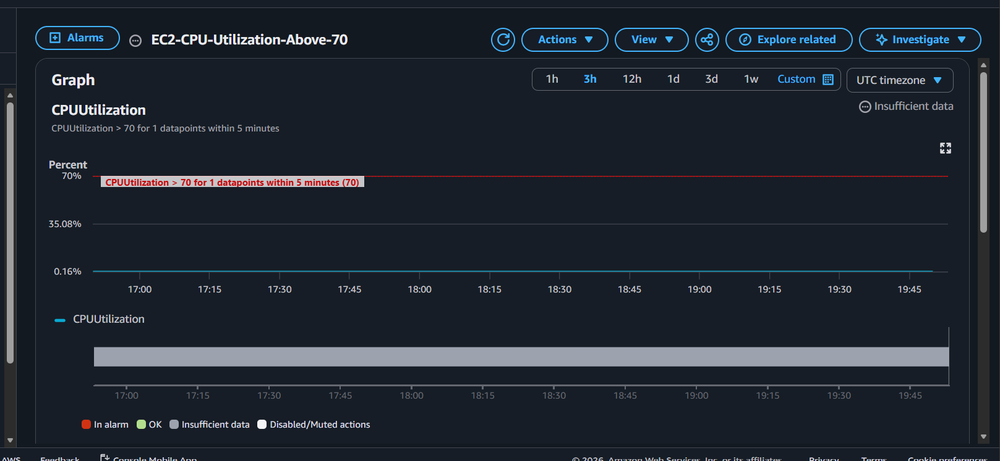 Alarms
EC2-CPU-Utilization-Above-70
Actions
View
Explore related
Investigate
Graph
1h 3h 12h 1d 3d 1w Custom
UTC timezone
CPUUtilization
Insufficient data
CPUUtilization > 70 for 1 datapoints within 5 minutes
Percent
70%
CPUUtilization > 70 for 1 datapoints within 5 minutes (70)
35.08%
0.16%
17:00 17:15 17:30 17:45 18:00 18:15 18:30 18:45 19:00 19:15 19:30 19:45
CPUUtilization
17:00 17:15 17:30 17:45 18:00 18:15 18:30 18:45 19:00 19:15 19:30 19:45
In alarm OK Insufficient data Disabled/Muted actions
AWS Feedback Console Mobile App © 2026, Amazon Web Services, Inc. or its affiliates. Privacy Terms Cookie preferences